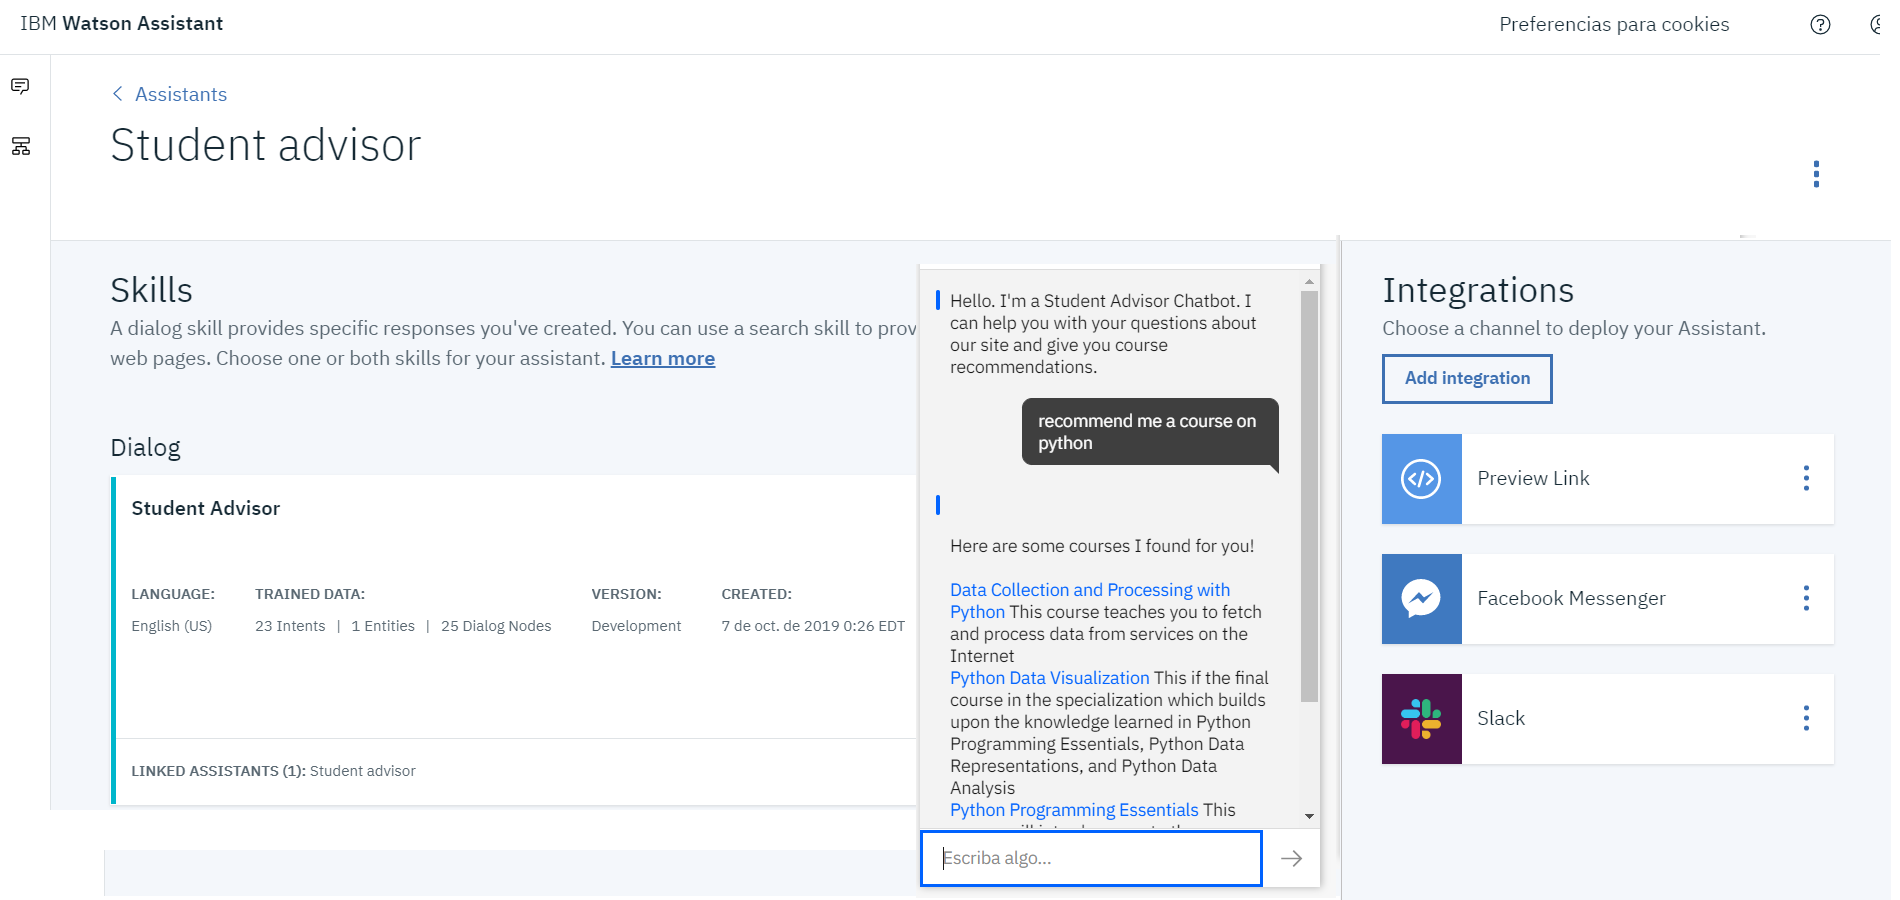 IBM Watson Assistant
Preferencias para cookies
Assistants
Student advisor
Skills
A dialog skill provides specific responses you've created. You can use a search skill to prov
web pages. Choose one or both skills for your assistant. Learn more
Dialog
Student Advisor
LANGUAGE: TRAINED DATA: VERSION: CREATED:
English (US) 23 Intents | 1 Entities | 25 Dialog Nodes Development 7 de oct. de 2019 0:26 EDT
LINKED ASSISTANTS (1): Student advisor
Hello. I'm a Student Advisor Chatbot. I
can help you with your questions about
our site and give you course
recommendations.
recommend me a course on
python
Here are some courses I found for you!
Data Collection and Processing with
Python This course teaches you to fetch
and process data from services on the
Internet
Python Data Visualization This if the final
course in the specialization which builds
upon the knowledge learned in Python
Programming Essentials, Python Data
Representations, and Python Data
Analysis
Python Programming Essentials This
Escriba algo...
Integrations
Choose a channel to deploy your Assistant.
Add integration
Preview Link
Facebook Messenger
Slack